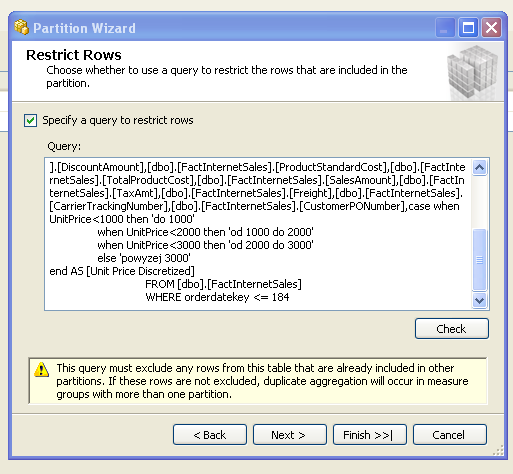 Partition Wizard
Restrict Rows
Choose whether to use a query to restrict the rows that are included in the
partition.
Specify a query to restrict rows
Query:
].[DiscountAmount],[dbo].[FactInternetSales].[ProductStandardCost],[dbo].[FactInte
rnetSales].[TotalProductCost],[dbo].[FactInternetSales].[SalesAmount],[dbo].[FactIn
ternetSales].[TaxAmt],[dbo].[FactInternetSales].[Freight],[dbo].[FactInternetSales].
[CarrierTrackingNumber],[dbo].[FactInternetSales].[CustomerPONumber],case when
UnitPrice<1000 then 'do 1000'
when UnitPrice<2000 then 'od 1000 do 2000'
when UnitPrice<3000 then 'od 2000 do 3000'
else 'powyzej 3000'
end AS [Unit Price Discretized]
FROM [dbo].[FactInternetSales]
WHERE orderdatekey <= 184
Check
This query must exclude any rows from this table that are already included in other
partitions. If these rows are not excluded, duplicate aggregation will occur in measure
groups with more than one partition.
< Back
Next >
Finish >>|
Cancel